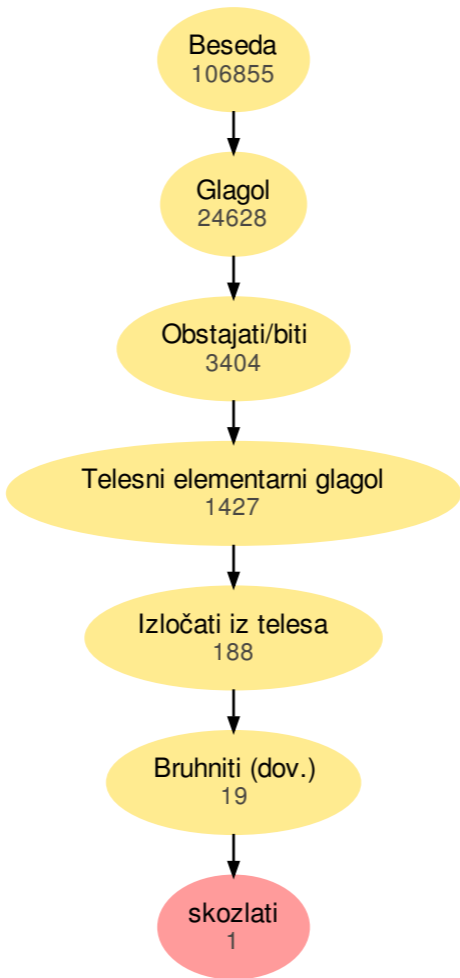 Beseda
106855
Glagol
24628
Obstajati/biti
3404
Telesni elementarni glagol
1427
Izločati iz telesa
188
Bruhniti (dov.)
19
skozlati
1